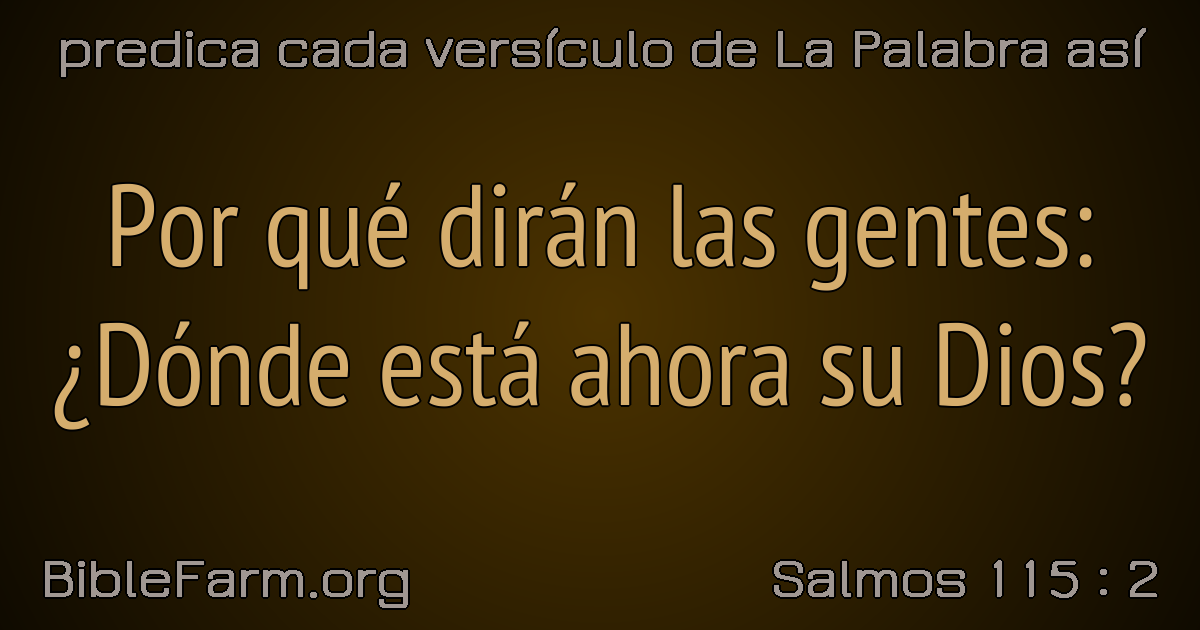 predica cada versículo de La Palabra así
Por qué dirán las gentes:
¿Dónde está ahora su Dios?
BibleFarm.org
Salmos 115 : 2